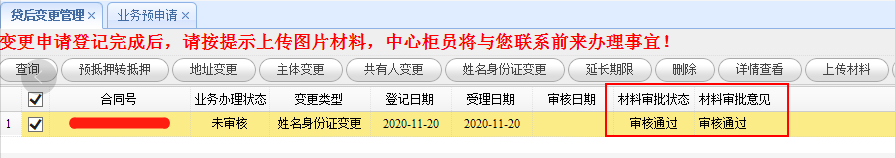 贷后变更管理 × 业务预申请 ×
变更申请登记完成后，请按提示上传图片材料，中心柜员将与您联系前来办理事宜！
查询 预抵押转抵押 地址变更 主体变更 共有人变更 姓名身份证变更 延长期限 删除 详情查看 上传材料
合同号 业务办理状态 变更类型 登记日期 受理日期 审核日期 材料审批状态 材料审批意见
1 未审核 姓名身份证变更 2020-11-20 2020-11-20 审核通过 审核通过